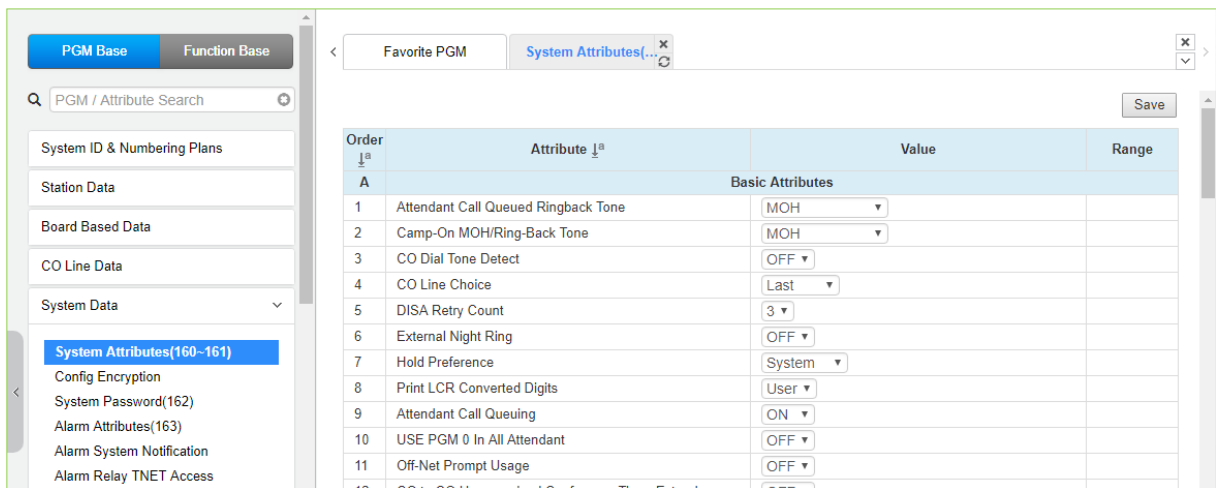 PGM Base Function Base
PGM / Attribute Search
System ID & Numbering Plans
Station Data
Board Based Data
CO Line Data
System Data
System Attributes(160~161)
Config Encryption
System Password(162)
Alarm Attributes(163)
Alarm System Notification
Alarm Relay TNET Access
Favorite PGM System Attributes(...
Save
Order Attribute Value Range
A Basic Attributes
1 Attendant Call Queued Ringback Tone MOH
2 Camp-On MOH/Ring-Back Tone MOH
3 CO Dial Tone Detect OFF
4 CO Line Choice Last
5 DISA Retry Count 3
6 External Night Ring OFF
7 Hold Preference System
8 Print LCR Converted Digits User
9 Attendant Call Queuing ON
10 USE PGM 0 In All Attendant OFF
11 Off-Net Prompt Usage OFF